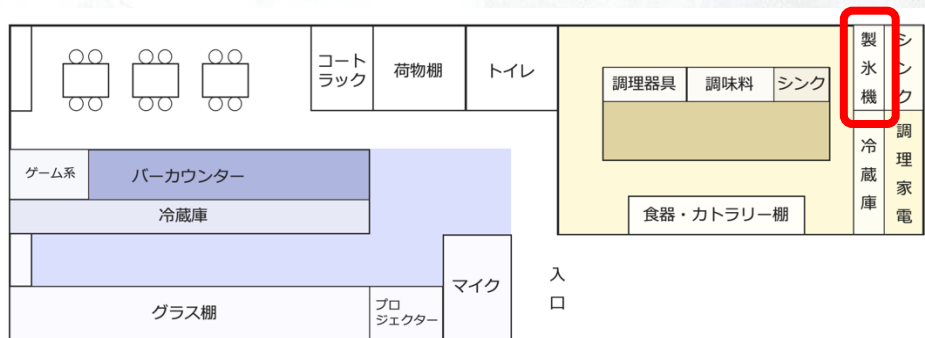 コート
ラック
荷物棚
トイレ
調理器具
調味料
シンク
製氷機
シンク
冷蔵庫
調理家電
ゲーム系
バーカウンター
冷蔵庫
食器・カトラリー棚
グラス棚
プロ
ジェクター
マイク
入口